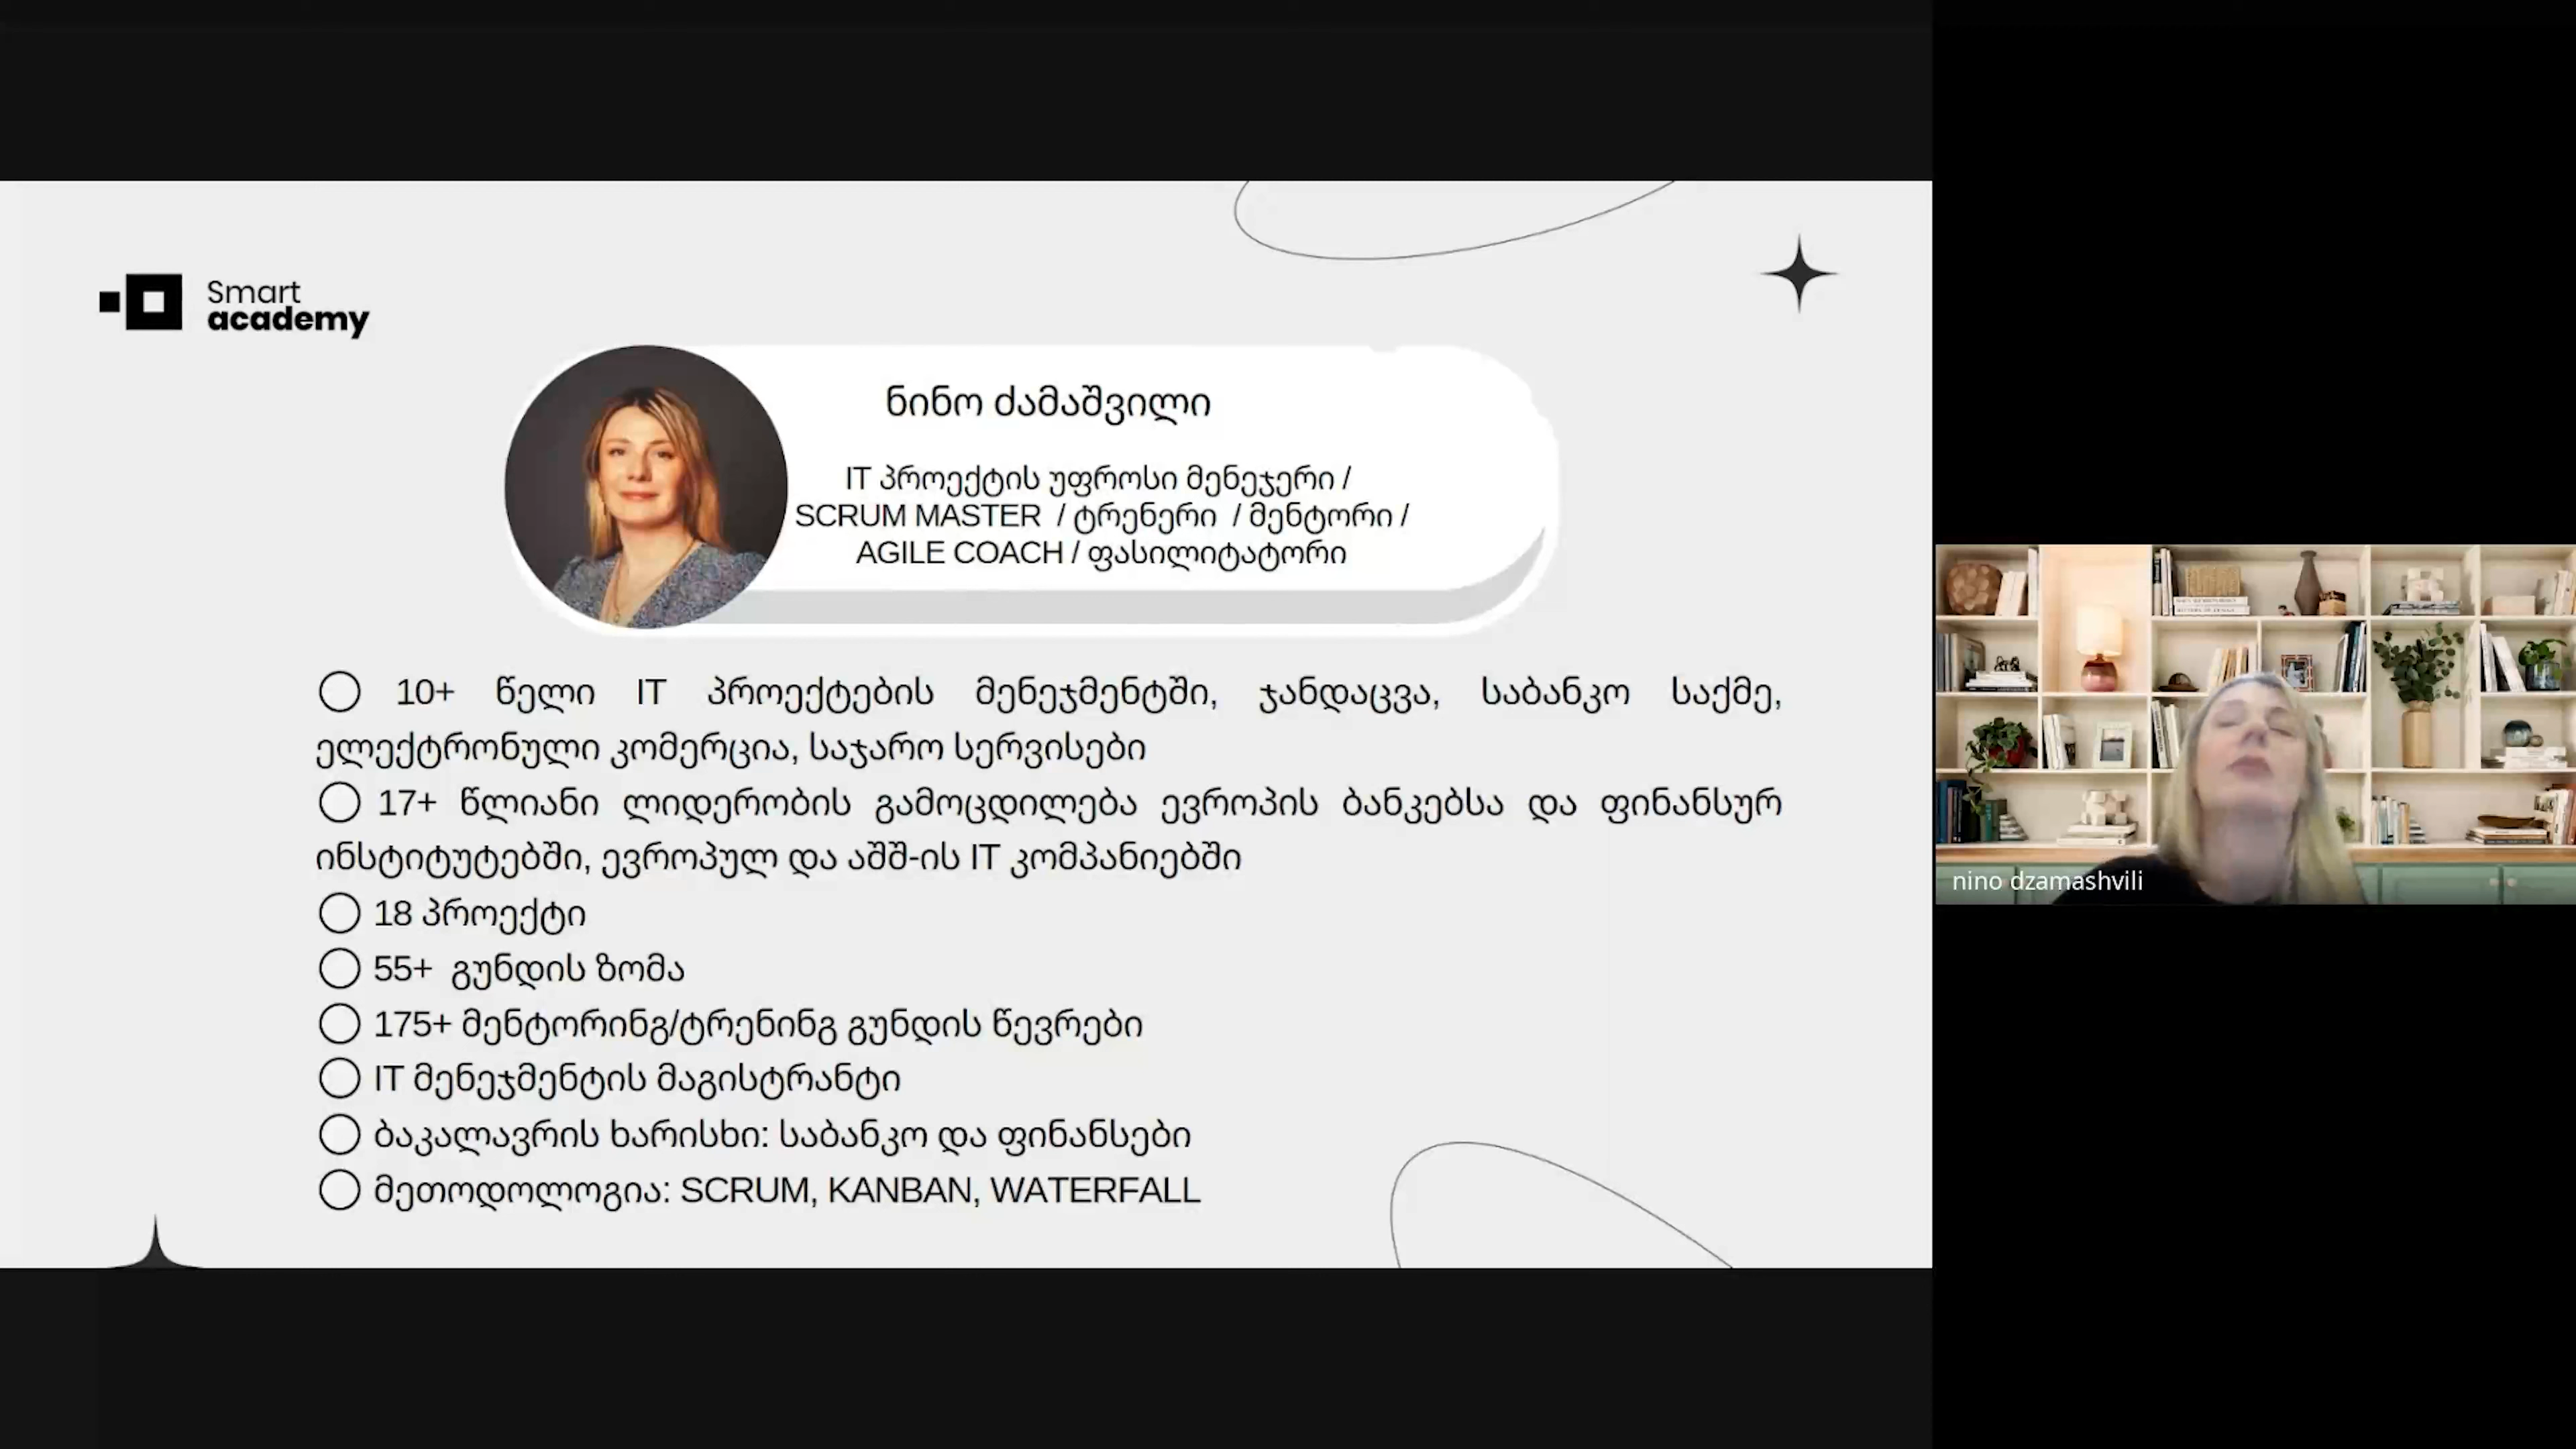 Smart
academy
ნინო ძამაშვილი
IT პროექტის უფროსი მენეჯერი /
SCRUM MASTER / ტრენერი / მენტორი /
AGILE COACH / ფასილიტატორი
10+ წელი IT პროექტების მენეჯმენტში, ჯანდაცვა, საბანკო საქმე,
ელექტრონული კომერცია, საჯარო სერვისები
17+ წლიანი ლიდერობის გამოცდილება ევროპის ბანკებსა და ფინანსურ
ინსტიტუტებში, ევროპულ და აშშ-ის IT კომპანიებში
18 პროექტი
55+ გუნდის ზომა
175+ მენტორინგ/ტრენინგ გუნდის წევრები
IT მენეჯმენტის მაგისტრანტი
ბაკალავრის ხარისხი: საბანკო და ფინანსები
მეთოდოლოგია: SCRUM, KANBAN, WATERFALL
nino dzamashvili